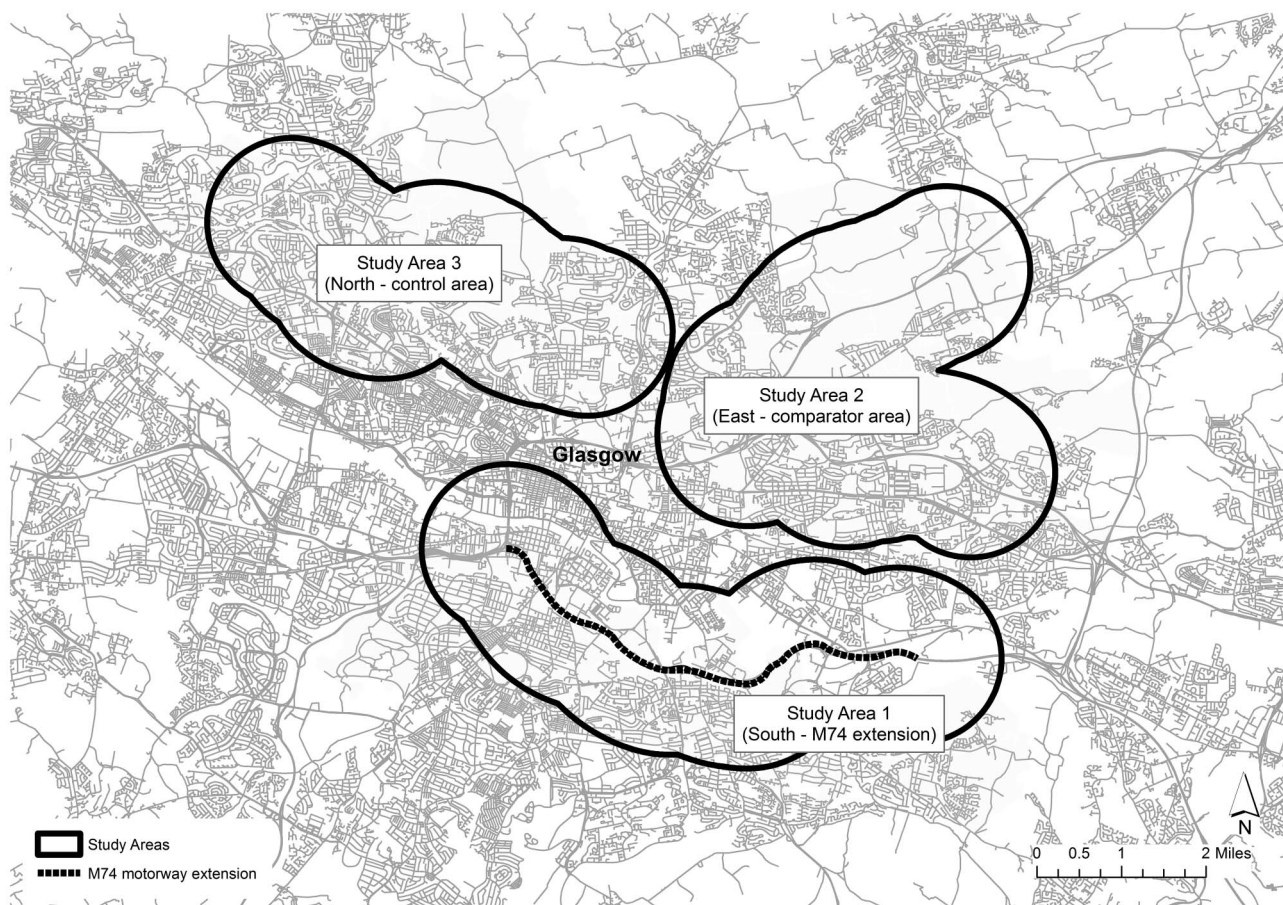 Study Area 3
(North - control area)
Study Area 2
(East - comparator area)
Glasgow
Study Area 1
(South - M74 extension)
Study Areas
M74 motorway extension
N
0 0.5 1 2 Miles